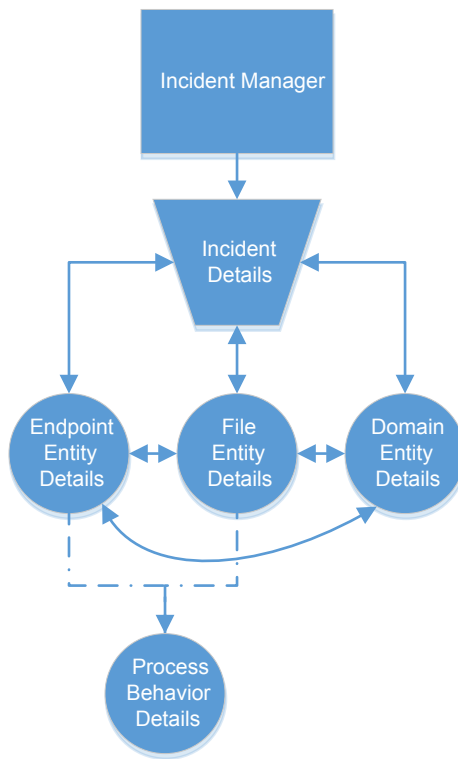 Incident Manager
Incident
Details
Endpoint
Entity
Details
File
Entity
Details
Domain
Entity
Details
Process
Behavior
Details